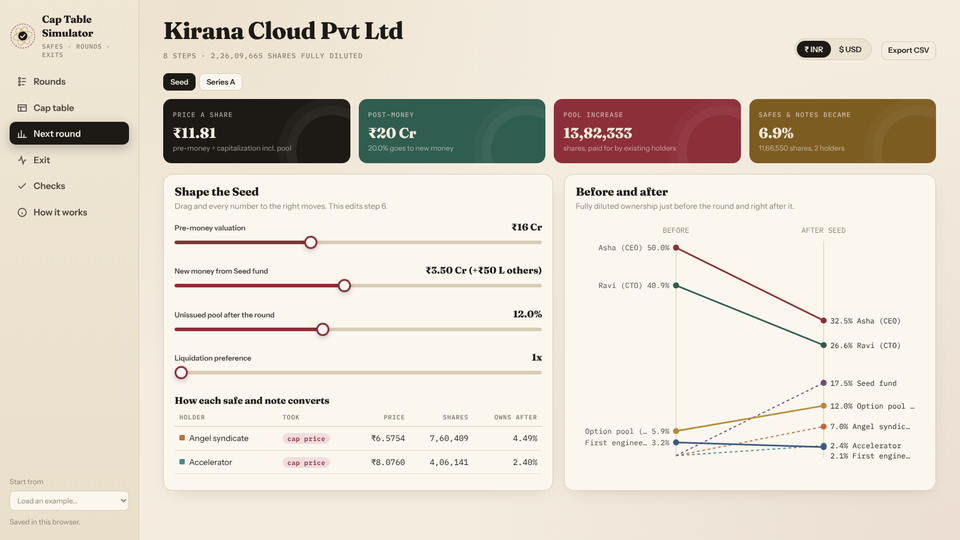 Cap Table
Simulator
SAFES · ROUNDS ·
EXITS
Rounds
Cap table
Next round
Exit
Checks
How it works
Start from
Load an example...
Saved in this browser.
Kirana Cloud Pvt Ltd
8 STEPS · 2,26,09,665 SHARES FULLY DILUTED
₹ INR $ USD Export CSV
Seed Series A
PRICE A SHARE
₹11.81
pre-money ÷ capitalization incl. pool
POST-MONEY
₹20 Cr
20.0% goes to new money
POOL INCREASE
13,82,333
shares, paid for by existing holders
SAFES & NOTES BECAME
6.9%
11,66,550 shares, 2 holders
Shape the Seed
Drag and every number to the right moves. This edits step 6.
Pre-money valuation ₹16 Cr
New money from Seed fund ₹3.50 Cr (+₹50 L others)
Unissued pool after the round 12.0%
Liquidation preference 1x
How each safe and note converts
HOLDER TOOK PRICE SHARES OWNS AFTER
Angel syndicate cap price ₹6.5754 7,60,409 4.49%
Accelerator cap price ₹8.0760 4,06,141 2.40%
Before and after
Fully diluted ownership just before the round and right after it.
BEFORE AFTER SEED
Asha (CEO) 50.0%
Ravi (CTO) 40.9%
32.5% Asha (CEO)
26.6% Ravi (CTO)
17.5% Seed fund
12.0% Option pool …
7.0% Angel syndic…
Option pool (… 5.9%
First enginee… 3.2%
2.4% Accelerator
2.1% First engine…